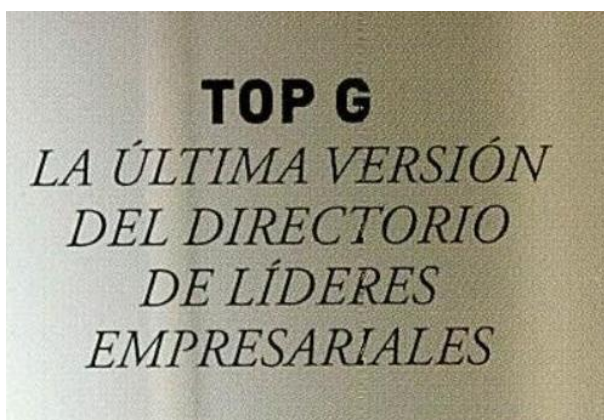 TOP G
LA ÚLTIMA VERSIÓN
DEL DIRECTORIO
DE LÍDERES
EMPRESARIALES